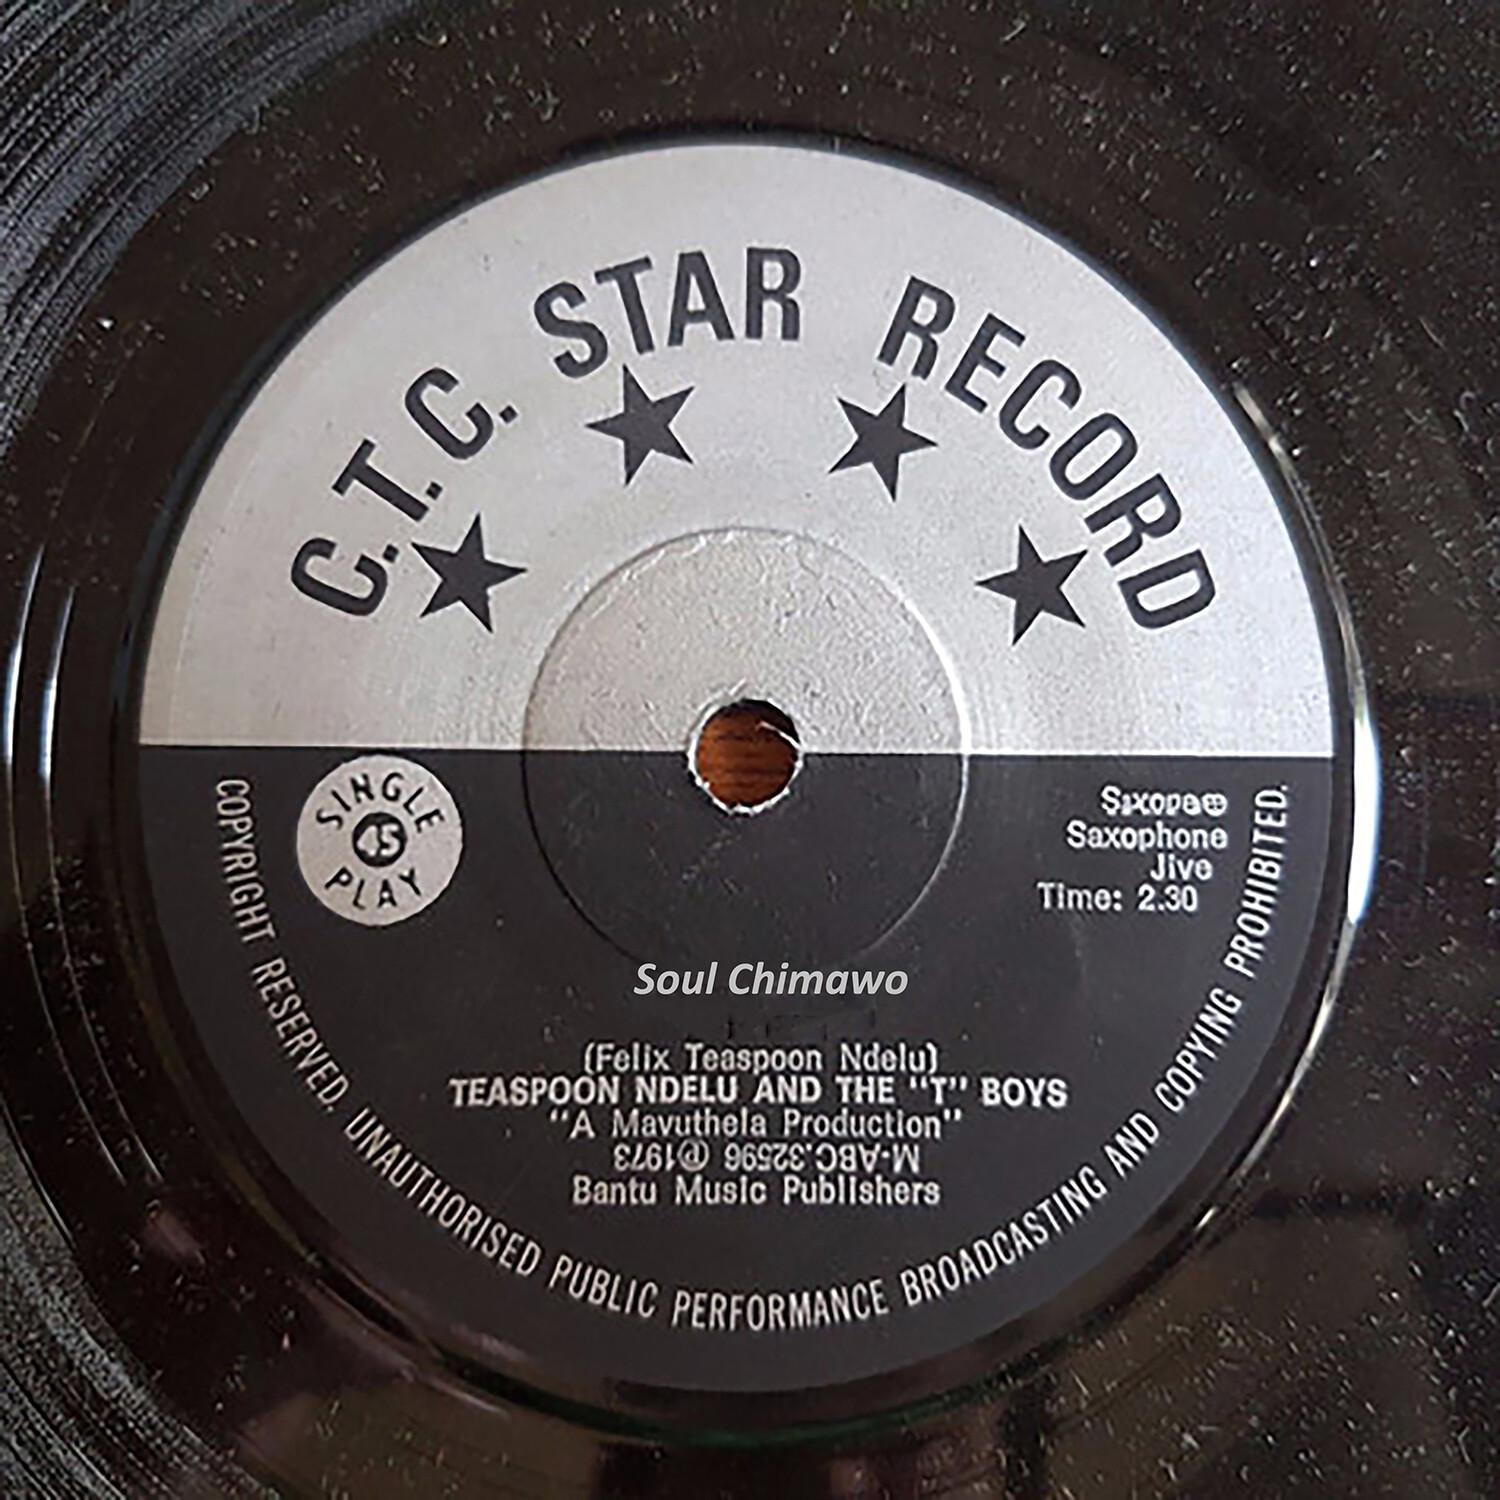 C.T.C. STAR RECORD
SINGLE
45
PLAY
Saxophone
Jive
Time: 2.30
Soul Chimawo
(Felix Teaspoon Ndelu)
TEASPOON NDELU AND THE "T" BOYS
"A Mavuthela Production"
M-ABC.32596 ℗1973
Bantu Music Publishers
COPYRIGHT RESERVED. UNAUTHORISED PUBLIC PERFORMANCE BROADCASTING AND COPYING PROHIBITED.